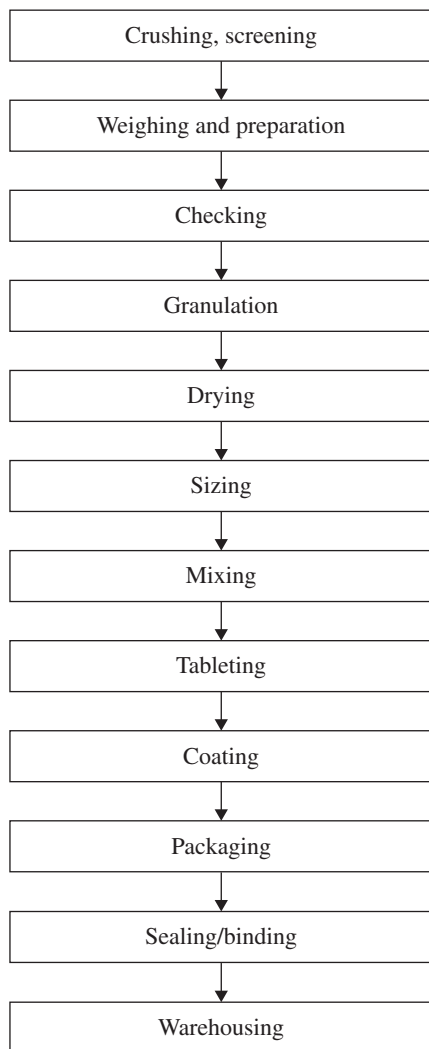 Crushing, screening
Weighing and preparation
Checking
Granulation
Drying
Sizing
Mixing
Tableting
Coating
Packaging
Sealing/binding
Warehousing